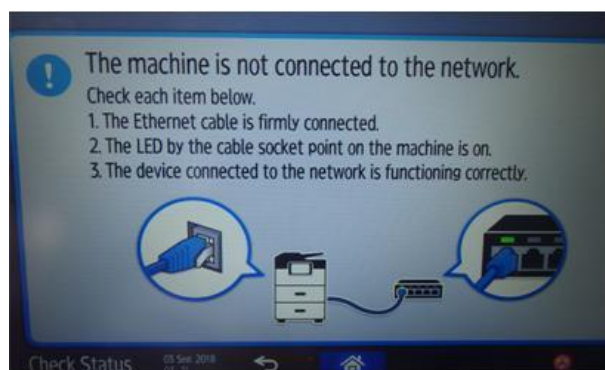 The machine is not connected to the network.
Check each item below.
1. The Ethernet cable is firmly connected.
2. The LED by the cable socket point on the machine is on.
3. The device connected to the network is functioning correctly.
Check Status 03 Sep 2018